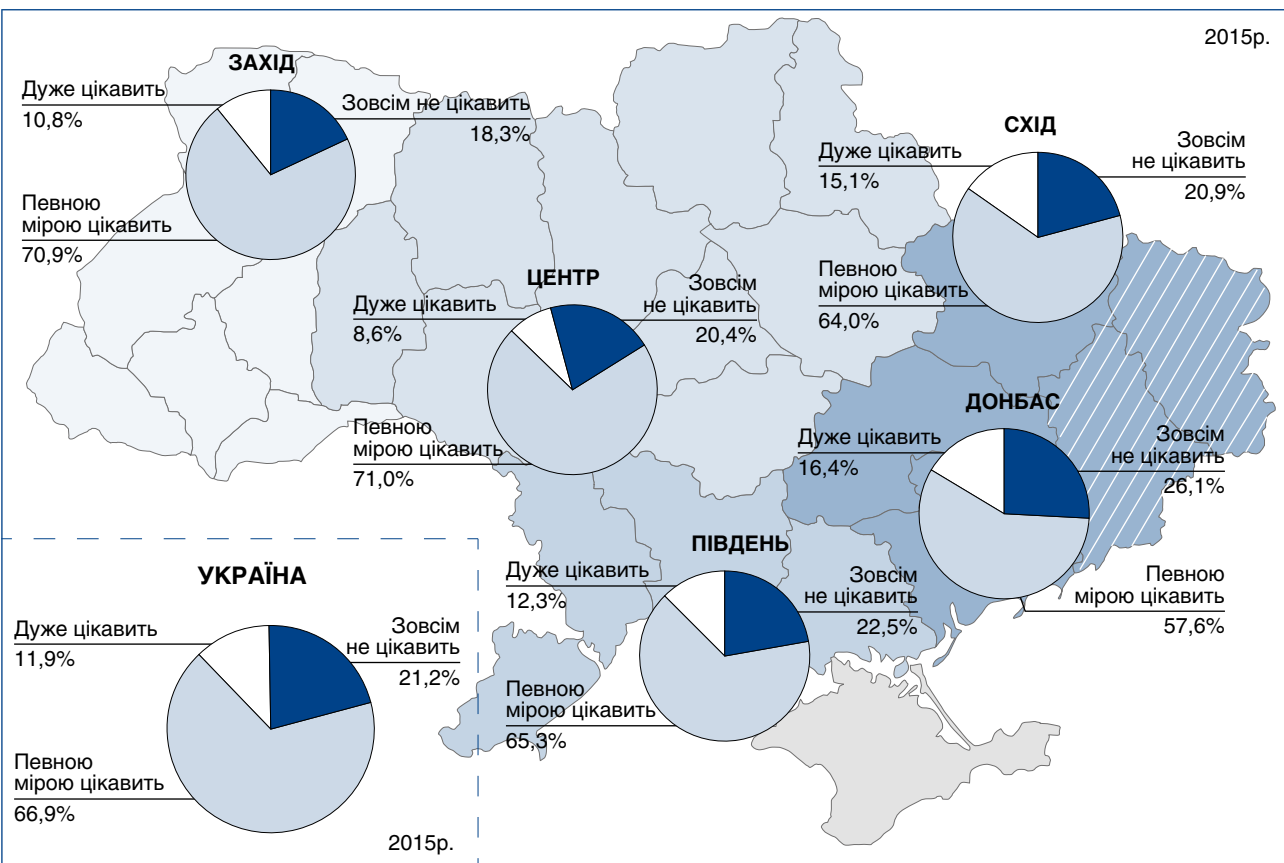 2015р.
ЗАХІД
Дуже цікавить
10,8%
Зовсім не цікавить
18,3%
Певною
мірою цікавить
70,9%
СХІД
Дуже цікавить
15,1%
Зовсім
не цікавить
20,9%
Певною
мірою цікавить
64,0%
ЦЕНТР
Дуже цікавить
8,6%
Зовсім
не цікавить
20,4%
Певною
мірою цікавить
71,0%
ДОНБАС
Дуже цікавить
16,4%
Зовсім
не цікавить
26,1%
Певною
мірою цікавить
57,6%
ПІВДЕНЬ
Дуже цікавить
12,3%
Зовсім
не цікавить
22,5%
Певною
мірою цікавить
65,3%
УКРАЇНА
Дуже цікавить
11,9%
Зовсім
не цікавить
21,2%
Певною
мірою цікавить
66,9%
2015р.